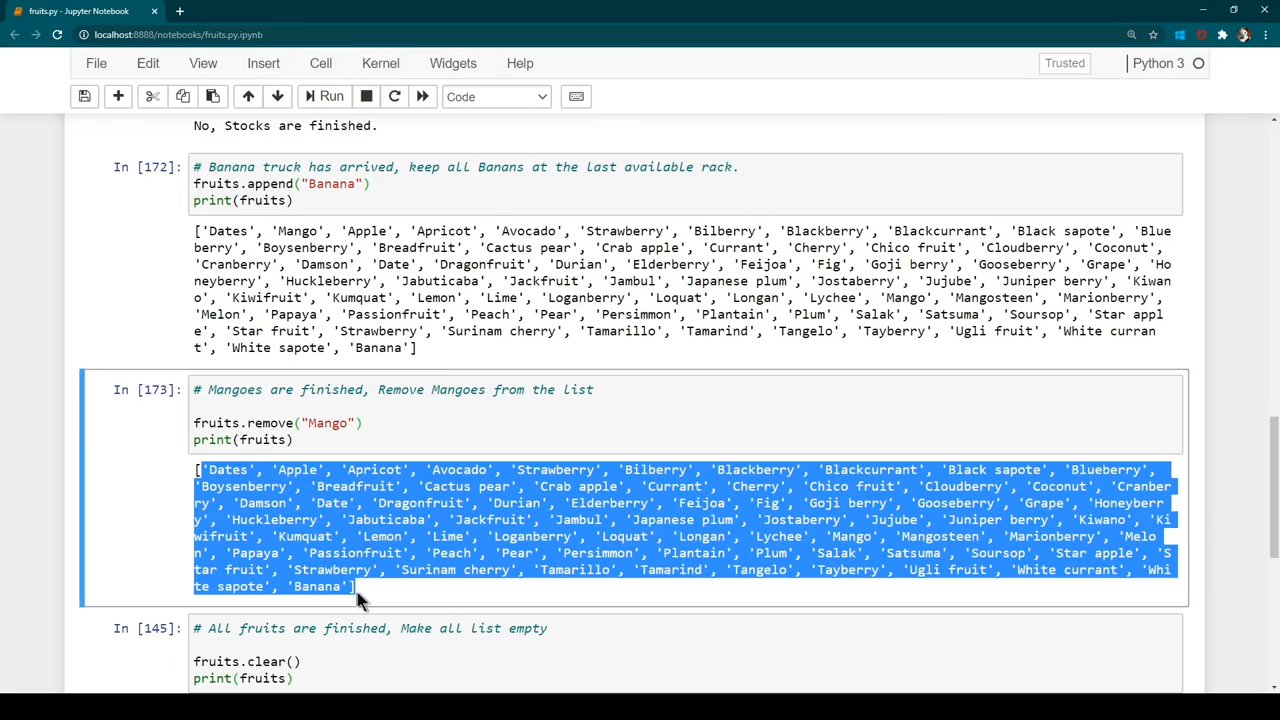 fruits.py - Jupyter Notebook
localhost:8888/notebooks/fruits.py.ipynb
File Edit View Insert Cell Kernel Widgets Help Trusted Python 3
Run Code
No, Stocks are finished.
In [172]: # Banana truck has arrived, keep all Banans at the last available rack.
fruits.append("Banana")
print(fruits)
['Dates', 'Mango', 'Apple', 'Apricot', 'Avocado', 'Strawberry', 'Bilberry', 'Blackberry', 'Blackcurrant', 'Black sapote', 'Blue
berry', 'Boysenberry', 'Breadfruit', 'Cactus pear', 'Crab apple', 'Currant', 'Cherry', 'Chico fruit', 'Cloudberry', 'Coconut',
'Cranberry', 'Damson', 'Date', 'Dragonfruit', 'Durian', 'Elderberry', 'Feijoa', 'Fig', 'Goji berry', 'Gooseberry', 'Grape', 'Ho
neyberry', 'Huckleberry', 'Jabuticaba', 'Jackfruit', 'Jambul', 'Japanese plum', 'Jostaberry', 'Jujube', 'Juniper berry', 'Kiwan
o', 'Kiwifruit', 'Kumquat', 'Lemon', 'Lime', 'Loganberry', 'Loquat', 'Longan', 'Lychee', 'Mango', 'Mangosteen', 'Marionberry',
'Melon', 'Papaya', 'Passionfruit', 'Peach', 'Pear', 'Persimmon', 'Plantain', 'Plum', 'Salak', 'Satsuma', 'Soursop', 'Star appl
e', 'Star fruit', 'Strawberry', 'Surinam cherry', 'Tamarillo', 'Tamarind', 'Tangelo', 'Tayberry', 'Ugli fruit', 'White curran
t', 'White sapote', 'Banana']
In [173]: # Mangoes are finished, Remove Mangoes from the list
fruits.remove("Mango")
print(fruits)
['Dates', 'Apple', 'Apricot', 'Avocado', 'Strawberry', 'Bilberry', 'Blackberry', 'Blackcurrant', 'Black sapote', 'Blueberry',
'Boysenberry', 'Breadfruit', 'Cactus pear', 'Crab apple', 'Currant', 'Cherry', 'Chico fruit', 'Cloudberry', 'Coconut', 'Cranber
ry', 'Damson', 'Date', 'Dragonfruit', 'Durian', 'Elderberry', 'Feijoa', 'Fig', 'Goji berry', 'Gooseberry', 'Grape', 'Honeyberr
y', 'Huckleberry', 'Jabuticaba', 'Jackfruit', 'Jambul', 'Japanese plum', 'Jostaberry', 'Jujube', 'Juniper berry', 'Kiwano', 'Ki
wifruit', 'Kumquat', 'Lemon', 'Lime', 'Loganberry', 'Loquat', 'Longan', 'Lychee', 'Mango', 'Mangosteen', 'Marionberry', 'Melo
n', 'Papaya', 'Passionfruit', 'Peach', 'Pear', 'Persimmon', 'Plantain', 'Plum', 'Salak', 'Satsuma', 'Soursop', 'Star apple', 'S
tar fruit', 'Strawberry', 'Surinam cherry', 'Tamarillo', 'Tamarind', 'Tangelo', 'Tayberry', 'Ugli fruit', 'White currant', 'Whi
te sapote', 'Banana']
In [145]: # All fruits are finished, Make all list empty
fruits.clear()
print(fruits)